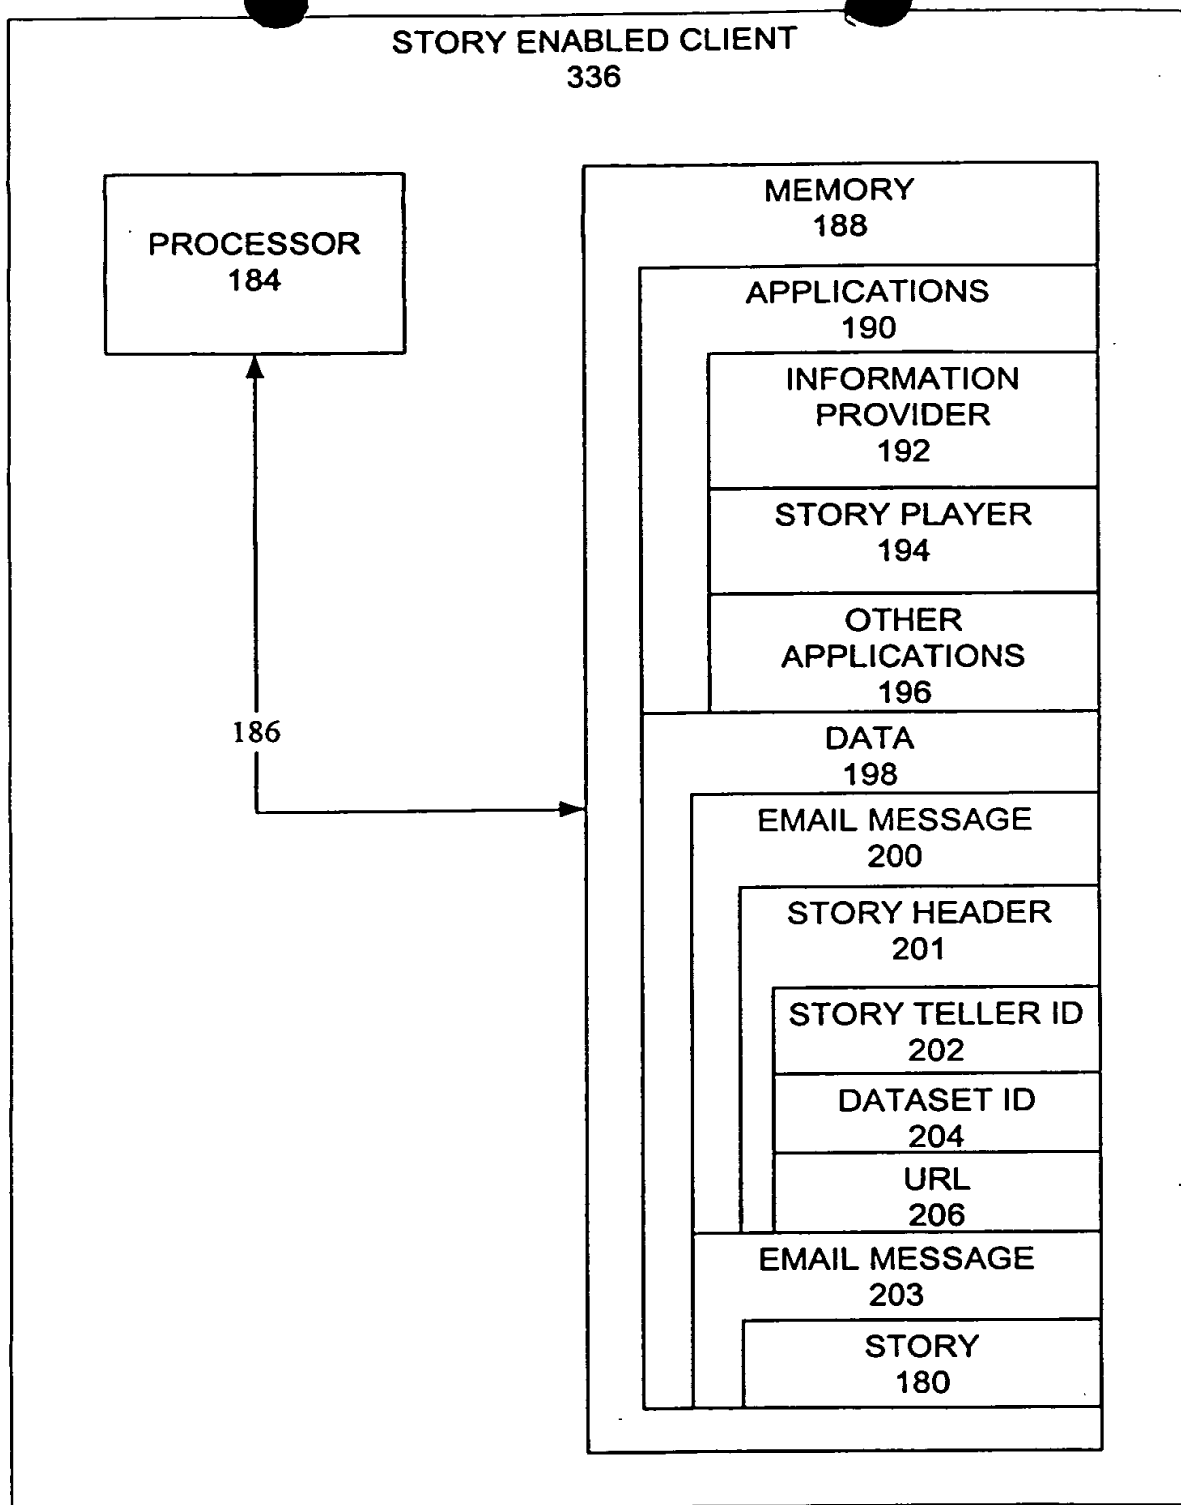 STORY ENABLED CLIENT
336
PROCESSOR
184
186
MEMORY
188
APPLICATIONS
190
INFORMATION
PROVIDER
192
STORY PLAYER
194
OTHER
APPLICATIONS
196
DATA
198
EMAIL MESSAGE
200
STORY HEADER
201
STORY TELLER ID
202
DATASET ID
204
URL
206
EMAIL MESSAGE
203
STORY
180